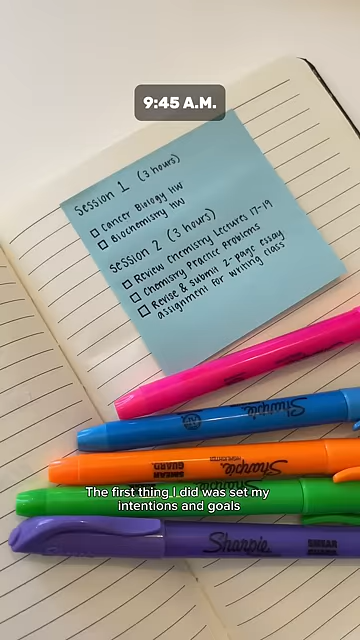 9:45 A.M.
Session 1 (3 hours)
Cancer Biology HW
Biochemistry HW
Session 2 (3 hours)
Review Chemistry Lectures 17-19
Chemistry Practice Problems
Revise & submit 2-page essay
assignment for writing class
Sharpie
Sharpie
HIGHLIGHTER
SMEAR
GUARD
The first thing I did was set my
intentions and goals
Sharpie
SMEAR
GUARD